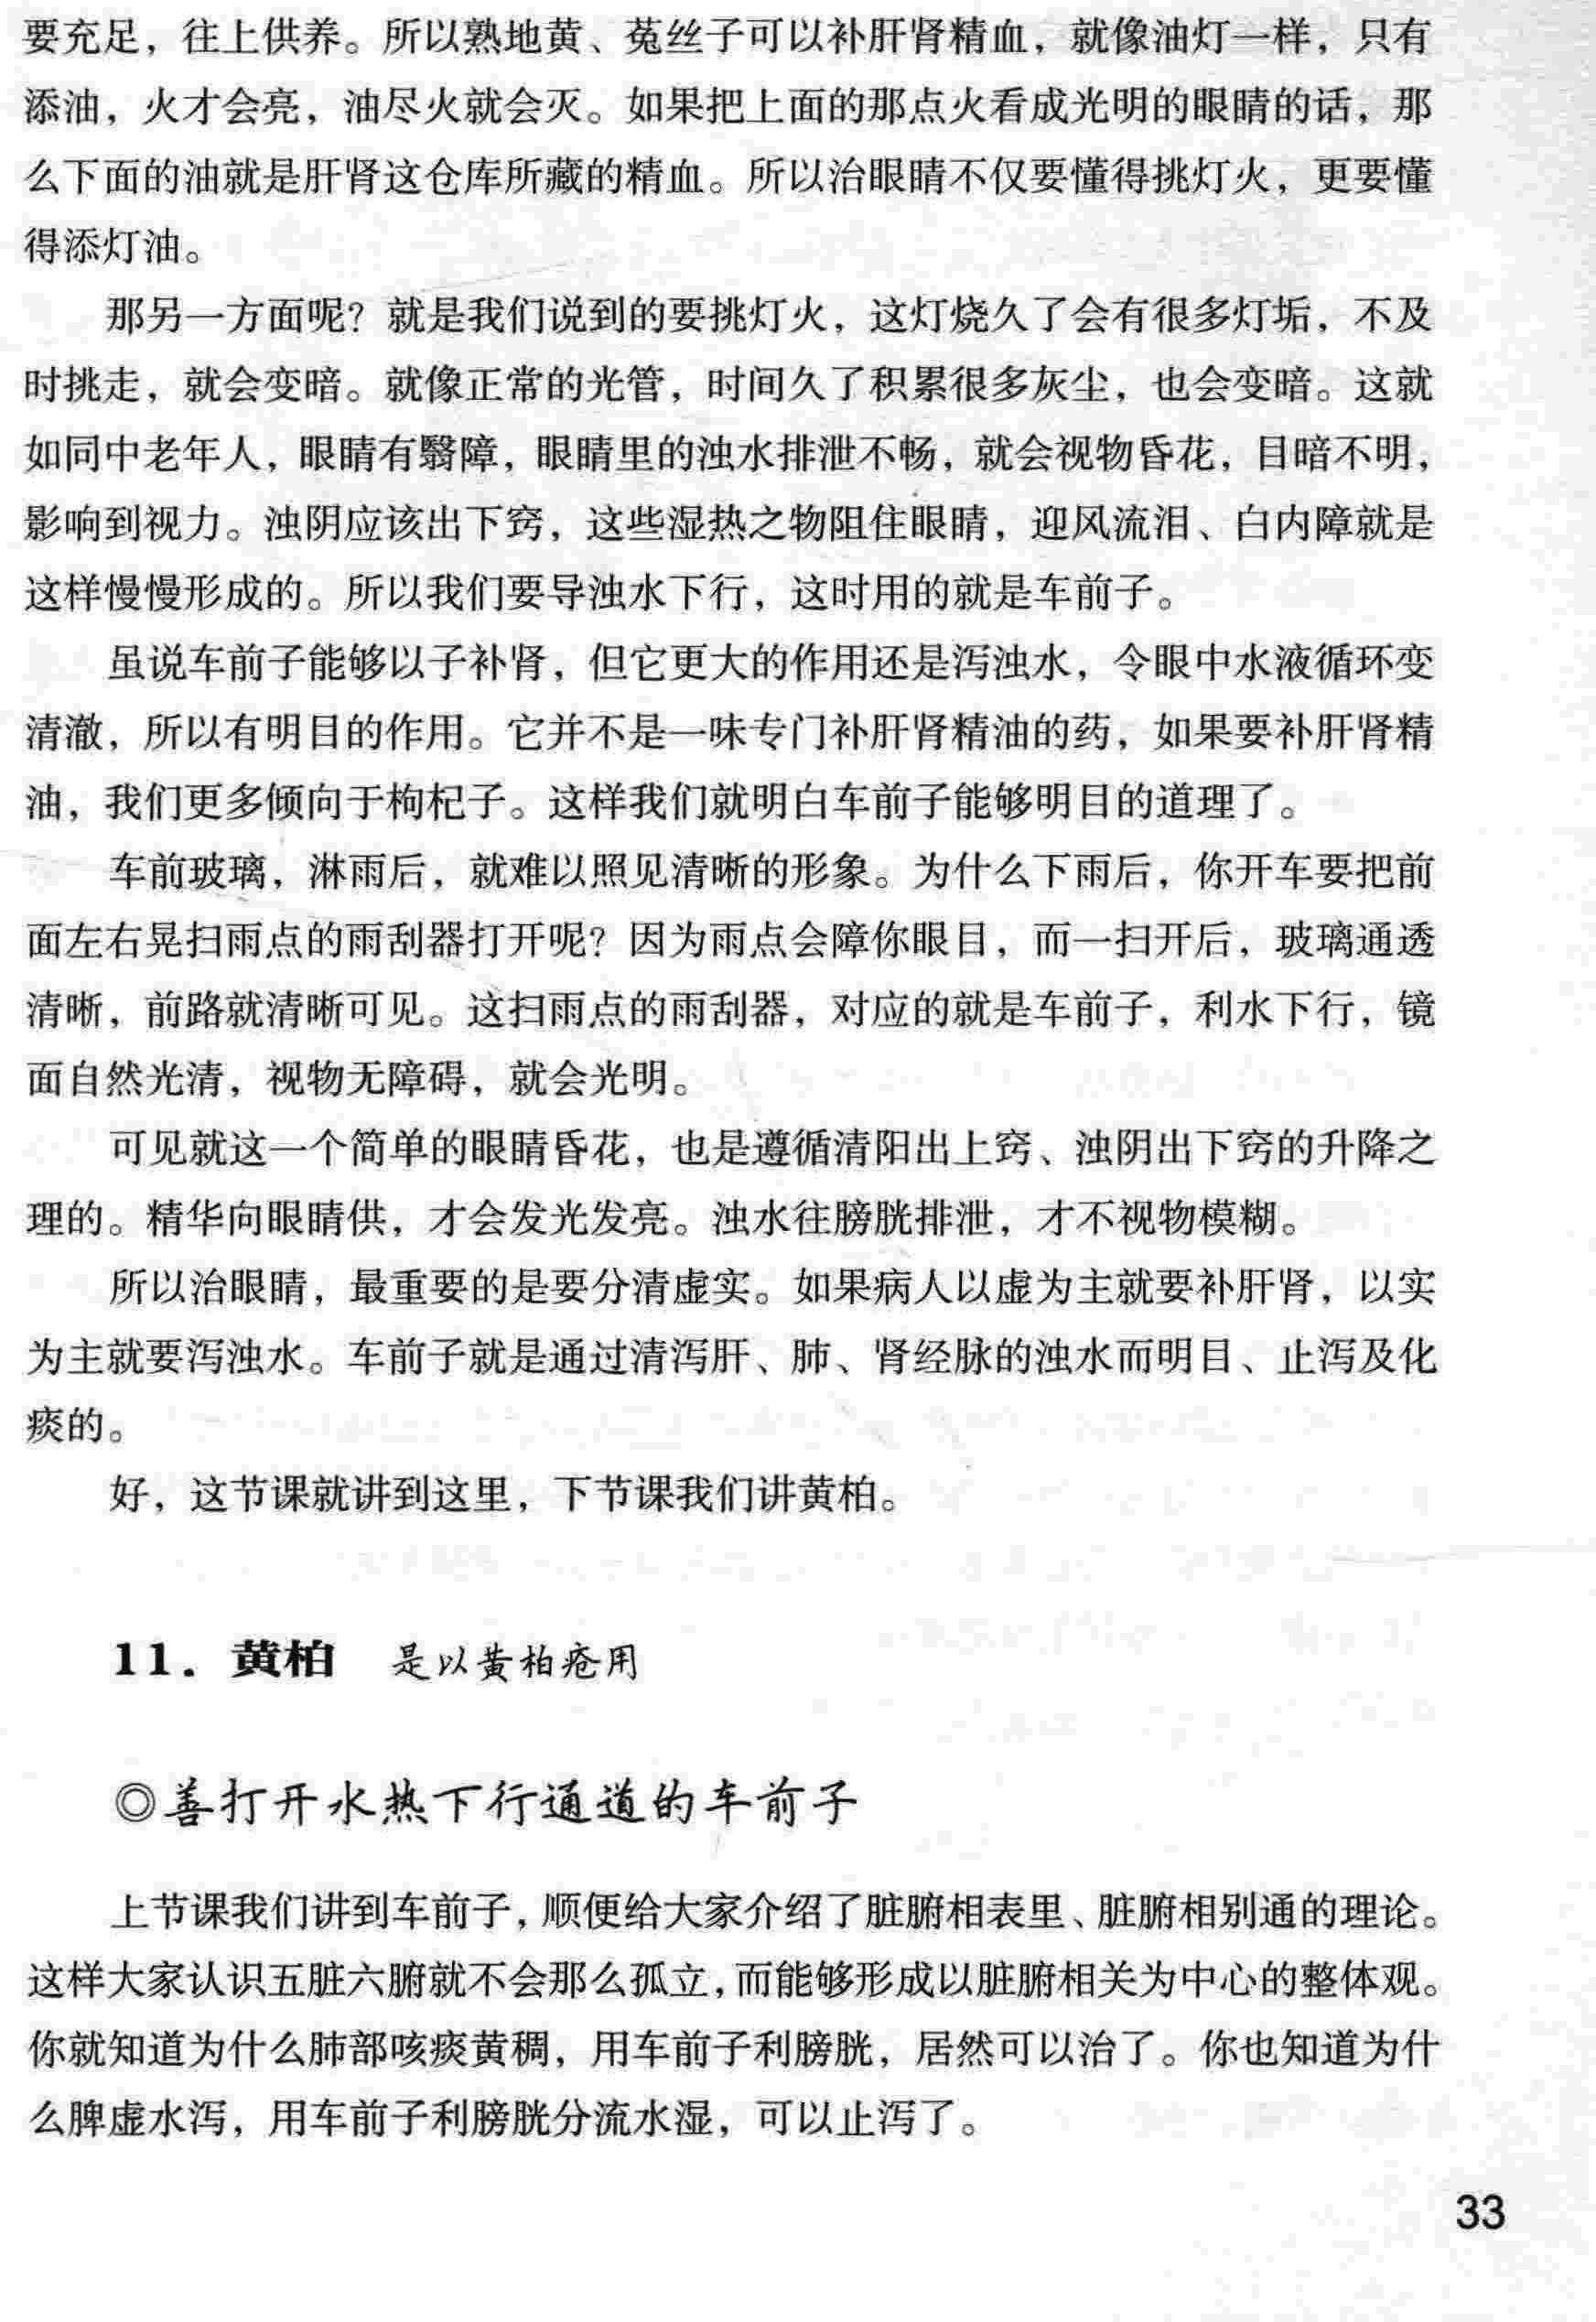 要充足，往上供养。所以熟地黄、菟丝子可以补肝肾精血，就像油灯一样，只有
添油，火才会亮，油尽火就会灭。如果把上面的那点火看成光明的眼睛的话，那
么下面的油就是肝肾这仓库所藏的精血。所以治眼睛不仅要懂得挑灯火，更要懂
得添灯油。
那另一方面呢？就是我们说到的要挑灯火，这灯烧久了会有很多灯垢，不及
时挑走，就会变暗。就像正常的光管，时间久了积累很多灰尘，也会变暗。这就
如同中老年人，眼睛有翳障，眼睛里的浊水排泄不畅，就会视物昏花，目暗不明，
影响到视力。浊阴应该出下窍，这些湿热之物阻住眼睛，迎风流泪、白内障就是
这样慢慢形成的。所以我们要导浊水下行，这时用的就是车前子。
虽说车前子能够以子补肾，但它更大的作用还是泻浊水，令眼中水液循环变
清澈，所以有明目的作用。它并不是一味专门补肝肾精油的药，如果要补肝肾精
油，我们更多倾向于枸杞子。这样我们就明白车前子能够明目的道理了。
车前玻璃，淋雨后，就难以照见清晰的形象。为什么下雨后，你开车要把前
面左右晃扫雨点的雨刮器打开呢？因为雨点会障你眼目，而一扫开后，玻璃通透
清晰，前路就清晰可见。这扫雨点的雨刮器，对应的就是车前子，利水下行，镜
面自然光清，视物无障碍，就会光明。
可见就这一个简单的眼睛昏花，也是遵循清阳出上窍、浊阴出下窍的升降之
理的。精华向眼睛供，才会发光发亮。浊水往膀胱排泄，才不视物模糊。
所以治眼睛，最重要的是要分清虚实。如果病人以虚为主就要补肝肾，以实
为主就要泻浊水。车前子就是通过清泻肝、肺、肾经脉的浊水而明目、止泻及化
痰的。
好，这节课就讲到这里，下节课我们讲黄柏。
11. 黄柏 是以黄柏疮用
◎善打开水热下行通道的车前子
上节课我们讲到车前子，顺便给大家介绍了脏腑相表里、脏腑相别通的理论。
这样大家认识五脏六腑就不会那么孤立，而能够形成以脏腑相关为中心的整体观。
你就知道为什么肺部咳痰黄稠，用车前子利膀胱，居然可以治了。你也知道为什
么脾虚水泻，用车前子利膀胱分流水湿，可以止泻了。
33